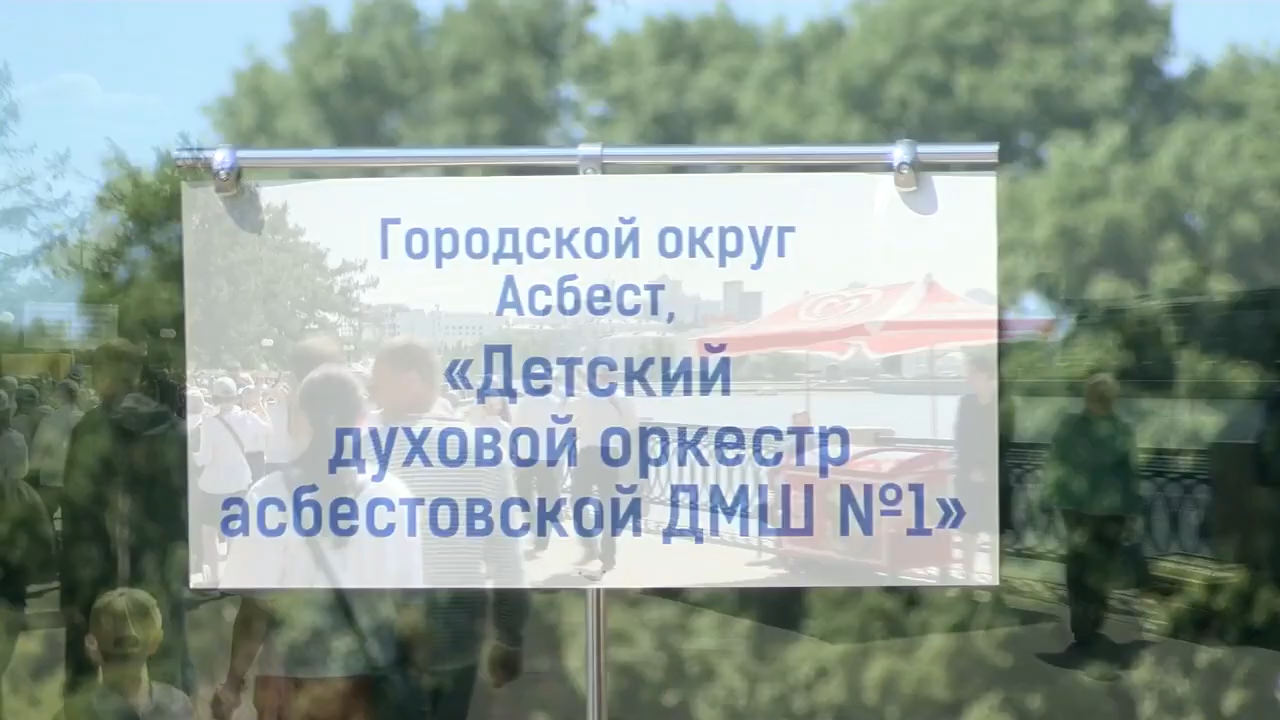 Городской округ
Асбест,
«Детский
духовой оркестр
асбестовской ДМШ №1»